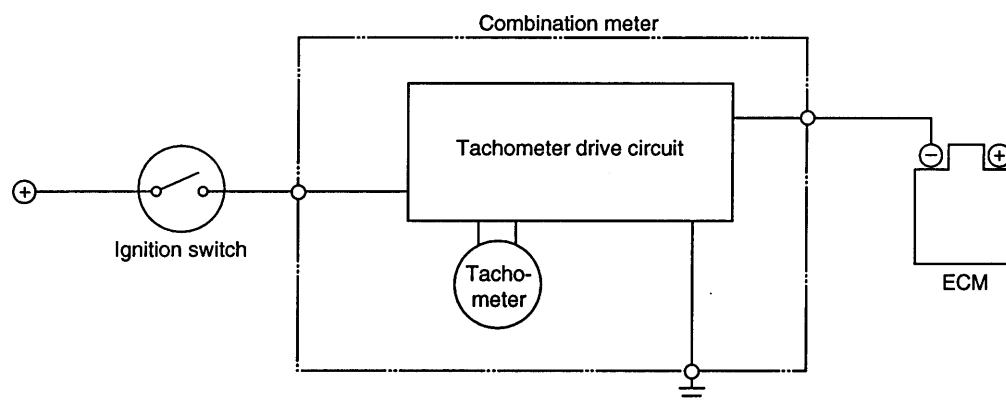 Combination meter
Tachometer drive circuit
+
Ignition switch
Tacho-
meter
−
+
ECM